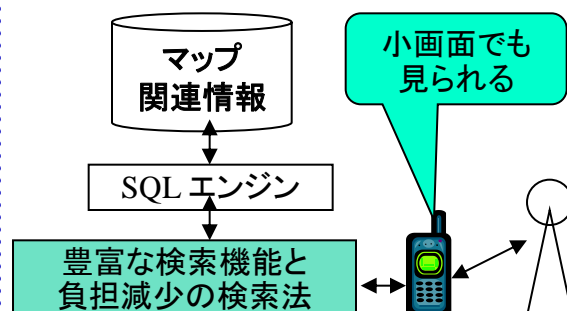 マップ
関連情報
小画面でも
見られる
SQL エンジン
豊富な検索機能と
負担減少の検索法